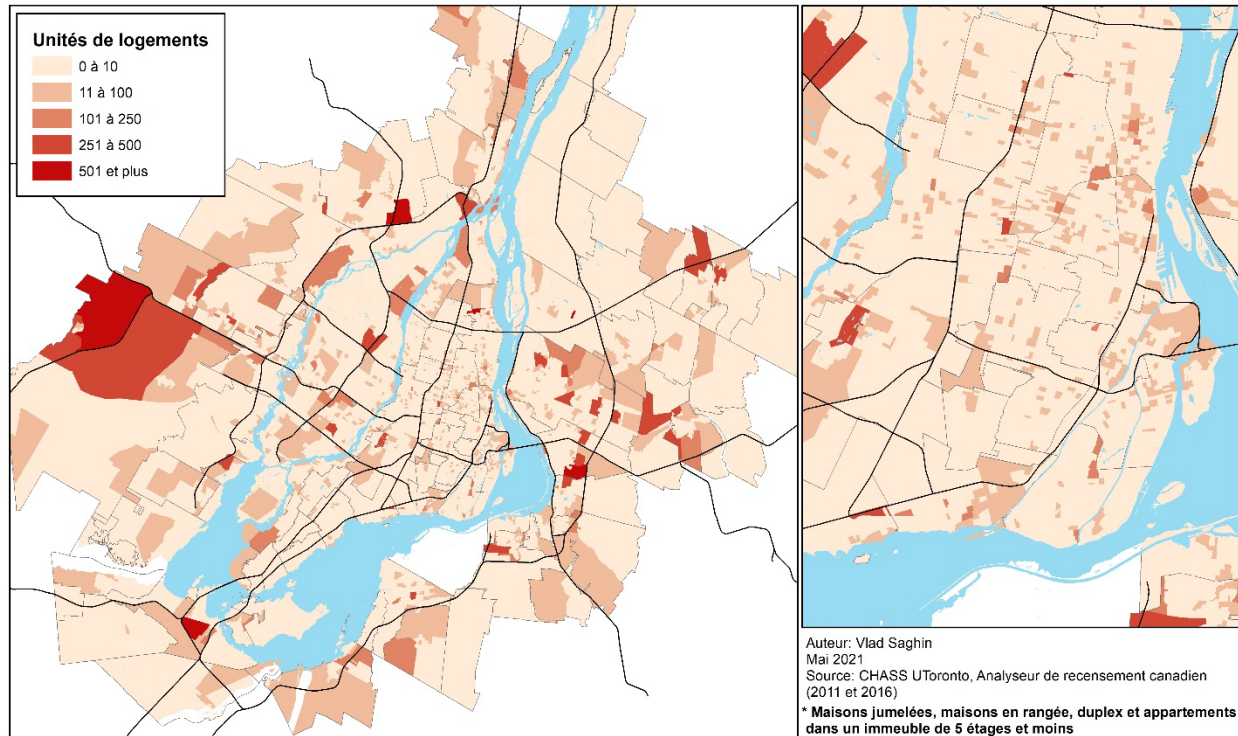 Unités de logements
0 à 10
11 à 100
101 à 250
251 à 500
501 et plus
Auteur: Vlad Saghin
Mai 2021
Source: CHASS UToronto, Analyseur de recensement canadien
(2011 et 2016)
* Maisons jumelées, maisons en rangée, duplex et appartements
dans un immeuble de 5 étages et moins